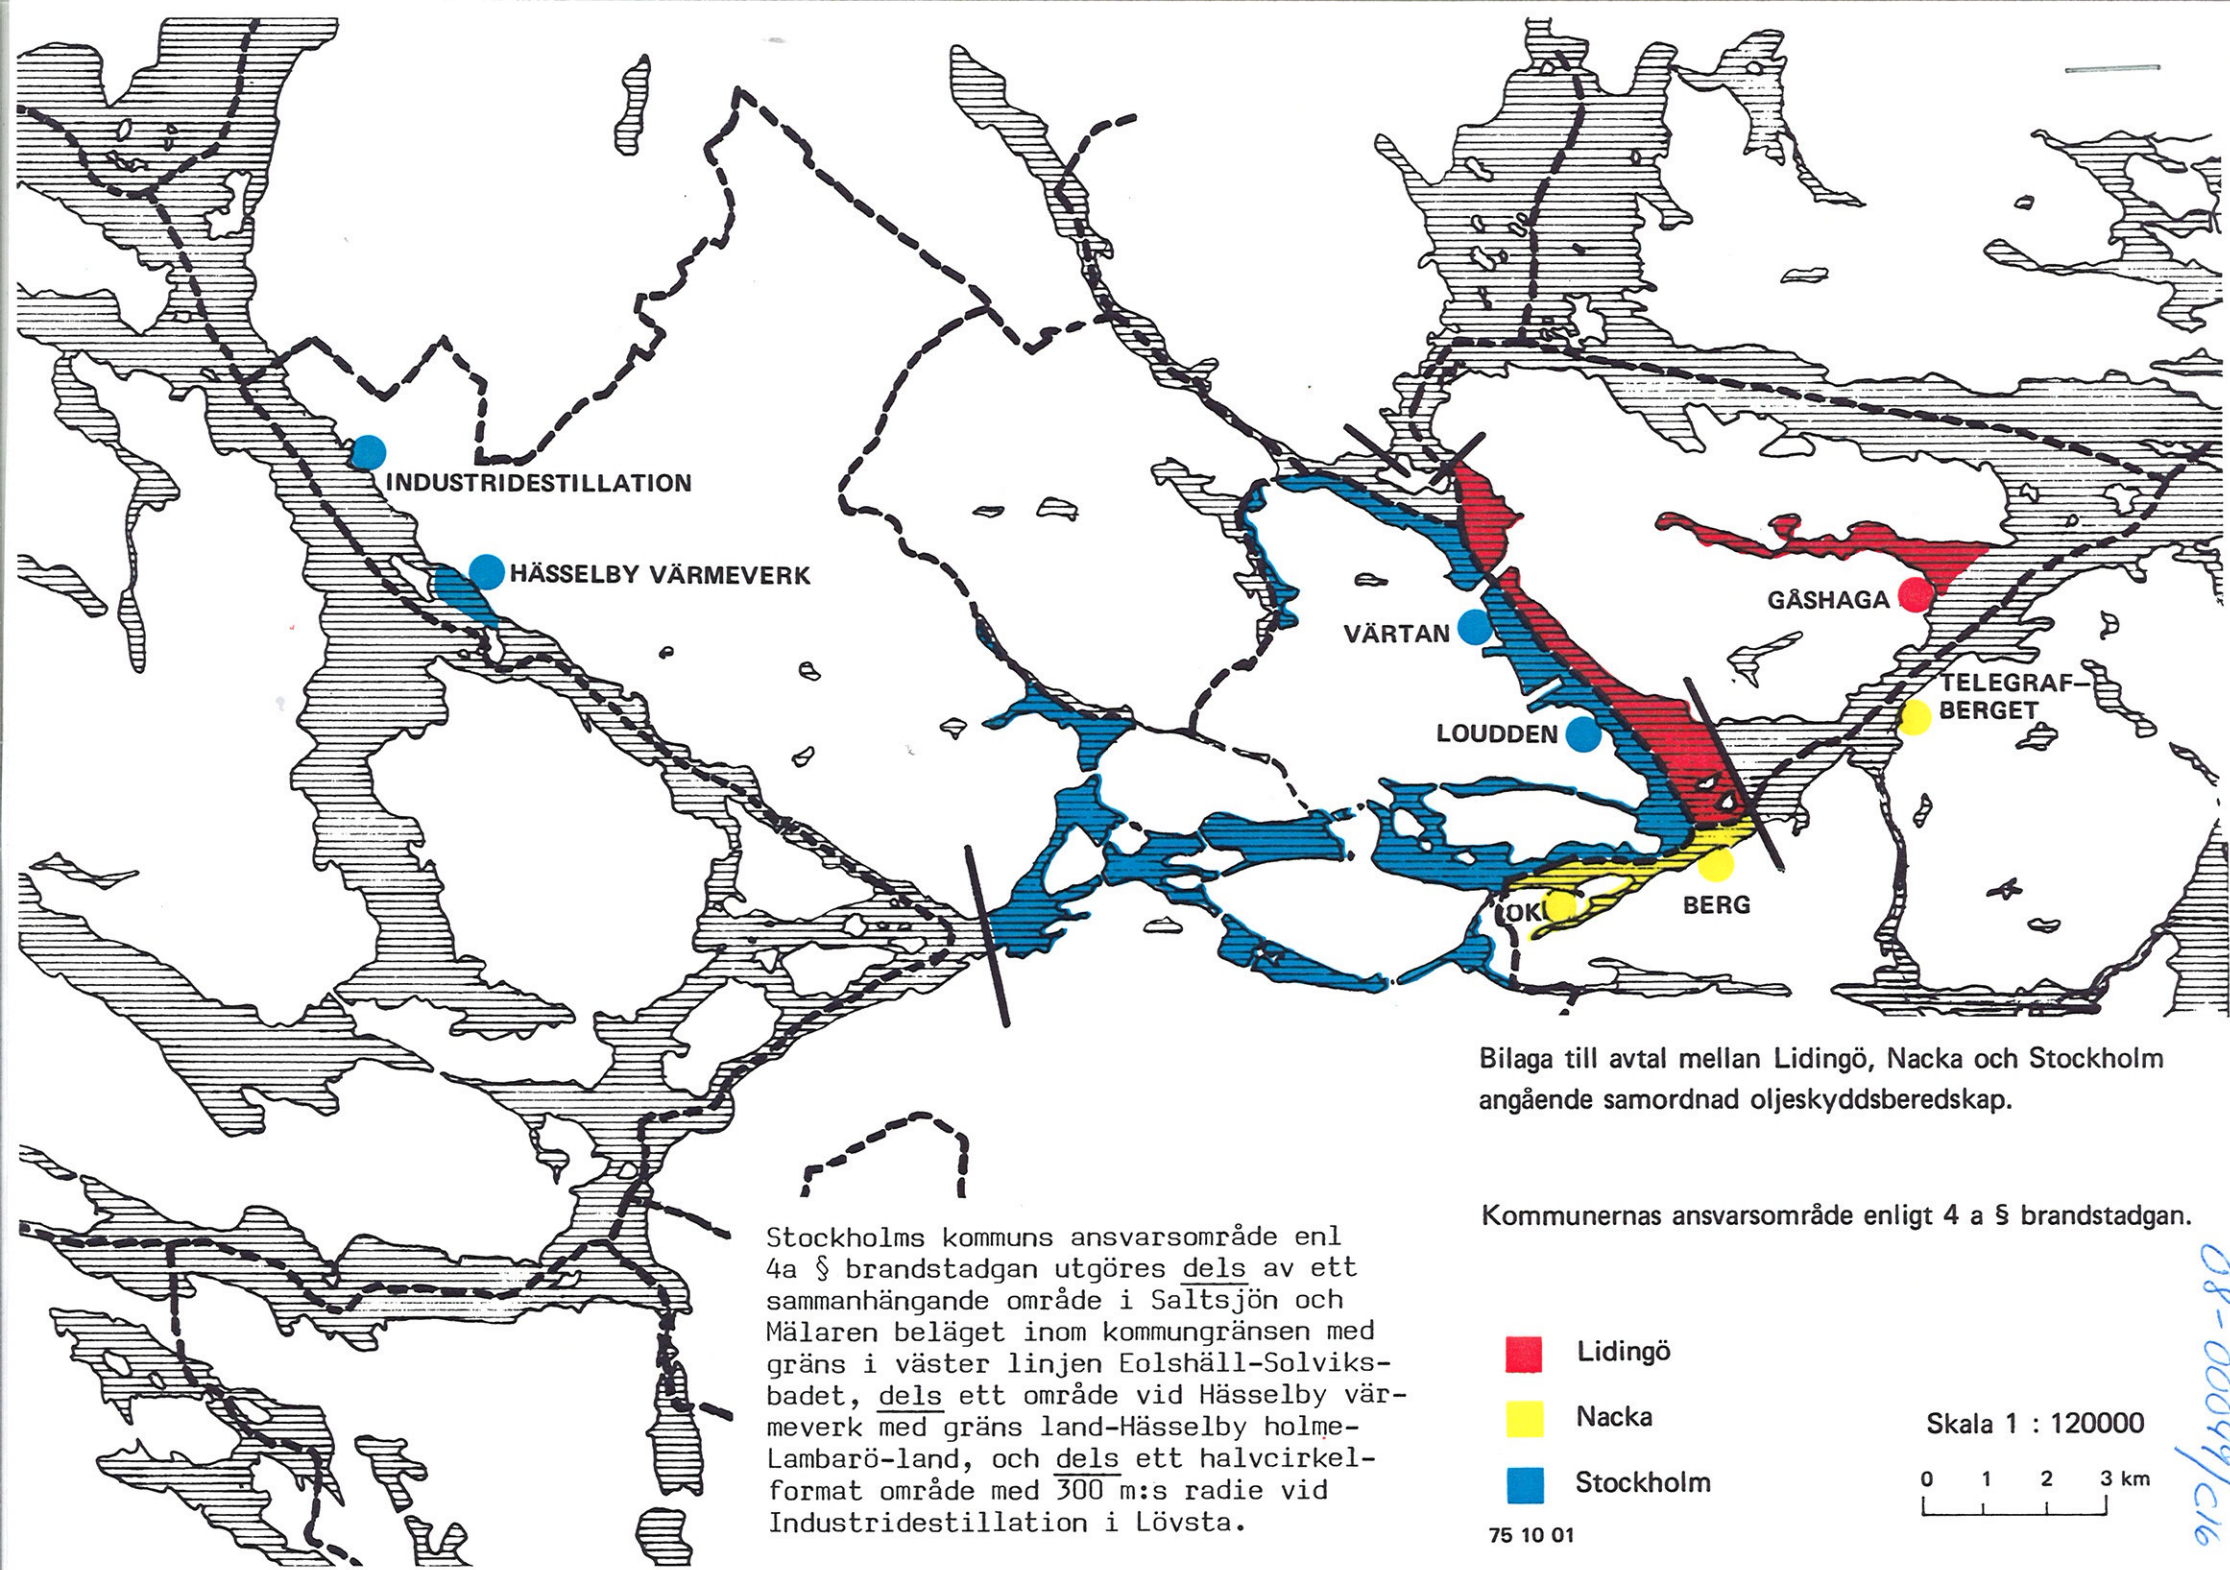 INDUSTRIDESTILLATION
HÄSSELBY VÄRMEVERK
VÄRTAN
GÅSHAGA
TELEGRAF-
BERGET
LOUDDEN
OK
BERG
Bilaga till avtal mellan Lidingö, Nacka och Stockholm
angående samordnad oljeskyddsberedskap.
Kommunernas ansvarsområde enligt 4 a § brandstadgan.
Stockholms kommuns ansvarsområde enl
4a § brandstadgan utgöres dels av ett
sammanhängande område i Saltsjön och
Mälaren beläget inom kommungränsen med
gräns i väster linjen Eolshäll-Solviks-
badet, dels ett område vid Hässelby vär-
meverk med gräns land-Hässelby holme-
Lambarö-land, och dels ett halvcirkel-
format område med 300 m:s radie vid
Industridestillation i Lövsta.
Lidingö
Nacka
Stockholm
75 10 01
Skala 1 : 120000
0 1 2 3 km